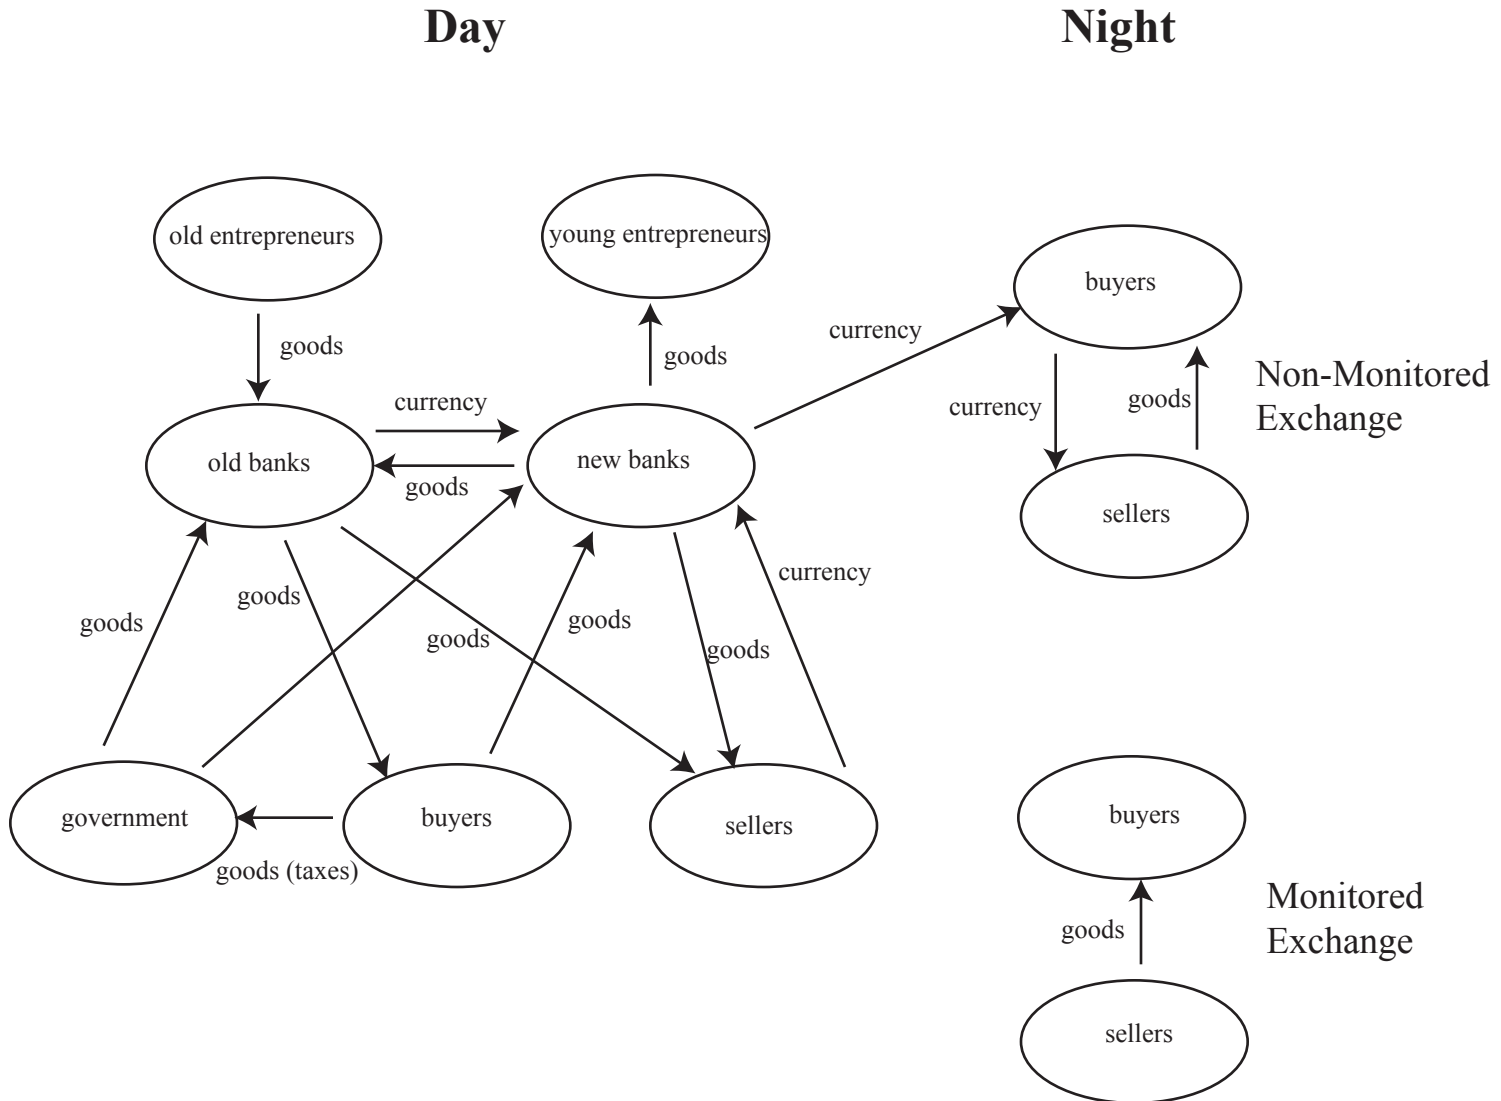 Day
Night
old entrepreneurs
young entrepreneurs
buyers
goods
goods
currency
currency
currency
goods
Non-Monitored
Exchange
old banks
new banks
goods
sellers
currency
goods
goods
goods
goods
goods
government
buyers
sellers
goods (taxes)
buyers
Monitored
Exchange
goods
sellers